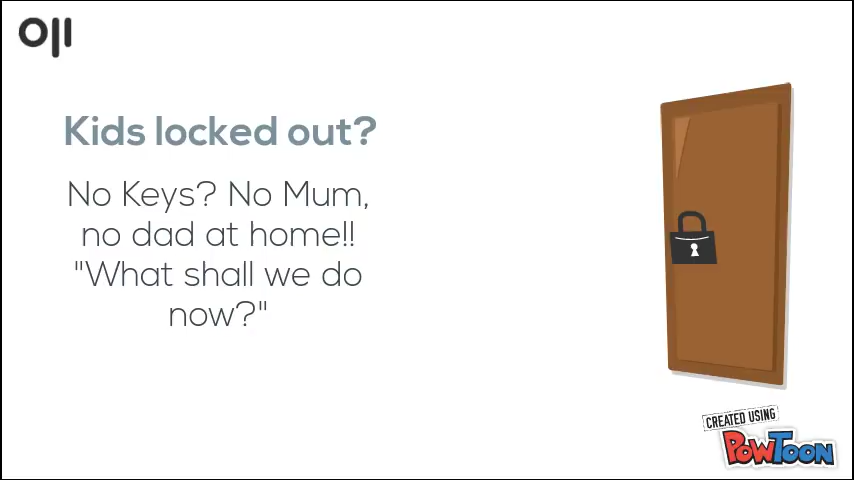 Kids locked out?
No Keys? No Mum,
no dad at home!!
"What shall we do
now?"
CREATED USING
POWTOON